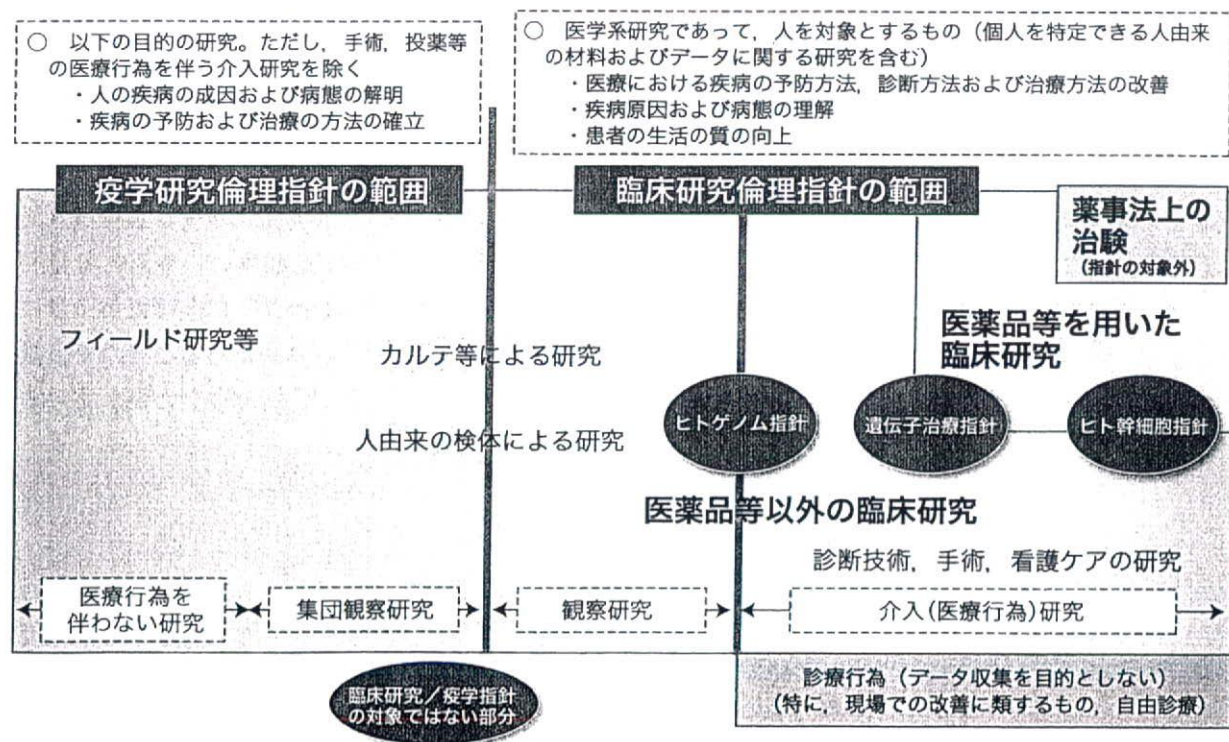 ○ 以下の目的の研究。ただし，手術，投薬等
の医療行為を伴う介入研究を除く
・人の疾病の成因および病態の解明
・疾病の予防および治療の方法の確立
○ 医学系研究であって，人を対象とするもの（個人を特定できる人由来
の材料およびデータに関する研究を含む）
・医療における疾病の予防方法，診断方法および治療方法の改善
・疾病原因および病態の理解
・患者の生活の質の向上
疫学研究倫理指針の範囲
臨床研究倫理指針の範囲
薬事法上の
治験
（指針の対象外）
フィールド研究等
カルテ等による研究
医薬品等を用いた
臨床研究
人由来の検体による研究
ヒトゲノム指針
遺伝子治療指針
ヒト幹細胞指針
医薬品等以外の臨床研究
診断技術，手術，看護ケアの研究
医療行為を
伴わない研究
集団観察研究
観察研究
介入（医療行為）研究
臨床研究／疫学指針
の対象ではない部分
診療行為（データ収集を目的としない）
（特に，現場での改善に類するもの，自由診療）